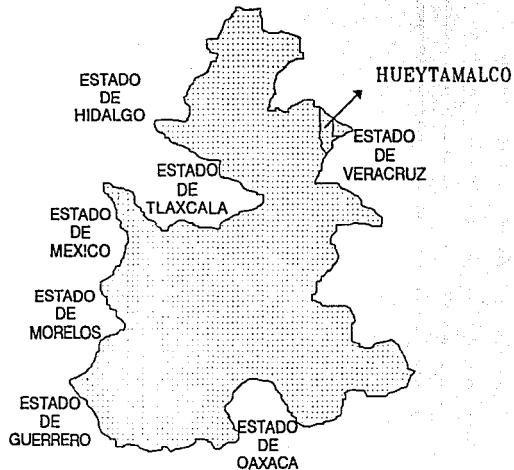 HUEYTAMALCO
ESTADO
DE
HIDALGO
ESTADO
DE
VERACRUZ
ESTADO
DE
TLAXCALA
ESTADO
DE
MEXICO
ESTADO
DE
MORELOS
ESTADO
DE
GUERRERO
ESTADO
DE
OAXACA